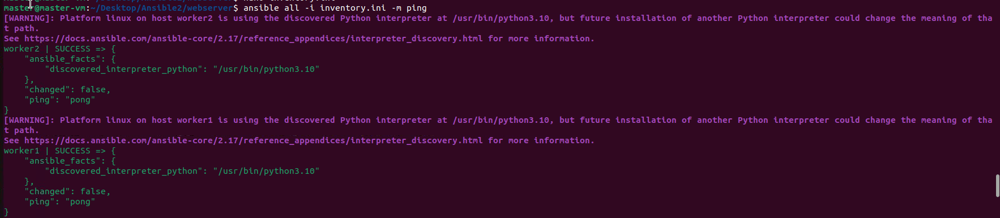 master@master-vm:~/Desktop/Ansible2/webserver$ ansible all -i inventory.ini -m ping
[WARNING]: Platform linux on host worker2 is using the discovered Python interpreter at /usr/bin/python3.10, but future installation of another Python interpreter could change the meaning of tha
t path.
See https://docs.ansible.com/ansible-core/2.17/reference_appendices/interpreter_discovery.html for more information.
worker2 | SUCCESS => {
    "ansible_facts": {
        "discovered_interpreter_python": "/usr/bin/python3.10"
    },
    "changed": false,
    "ping": "pong"
}
[WARNING]: Platform linux on host worker1 is using the discovered Python interpreter at /usr/bin/python3.10, but future installation of another Python interpreter could change the meaning of tha
t path.
See https://docs.ansible.com/ansible-core/2.17/reference_appendices/interpreter_discovery.html for more information.
worker1 | SUCCESS => {
    "ansible_facts": {
        "discovered_interpreter_python": "/usr/bin/python3.10"
    },
    "changed": false,
    "ping": "pong"
}